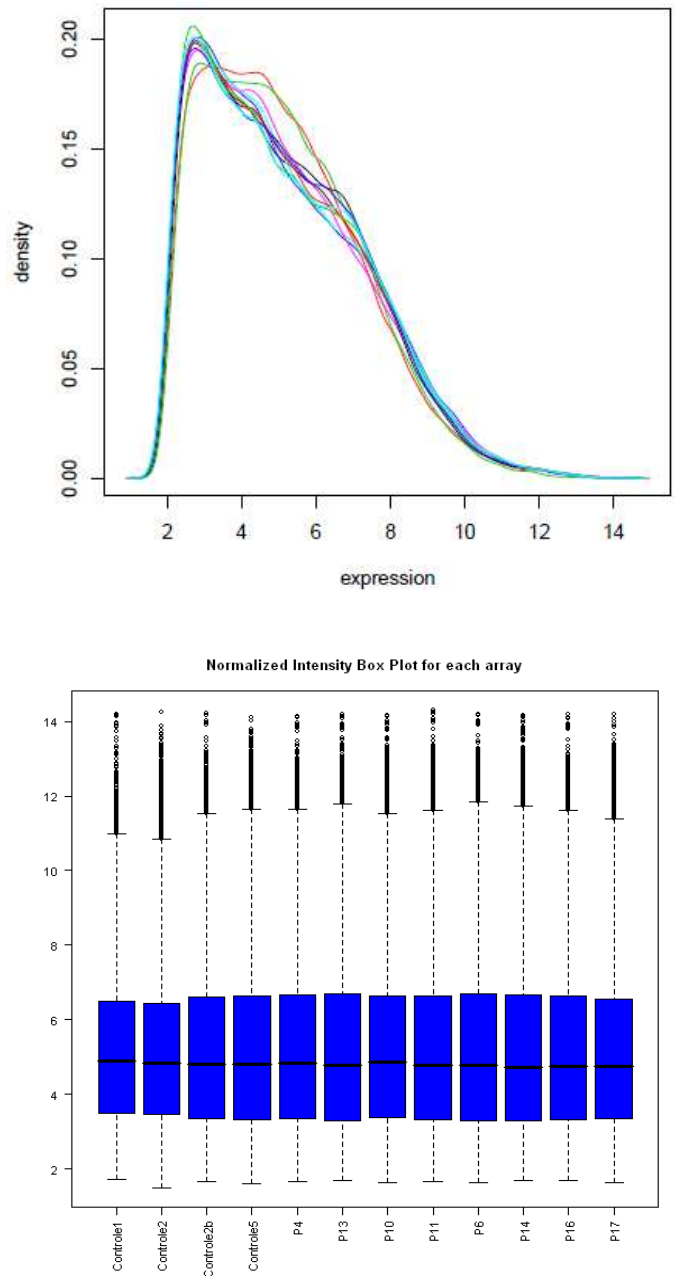 0.20
0.15
0.10
0.05
0.00
density
2 4 6 8 10 12 14
expression
Normalized Intensity Box Plot for each array
14
12
10
8
6
4
2
Controle1 Controle2 Controle2b Controle5 P4 P13 P10 P11 P6 P14 P16 P17